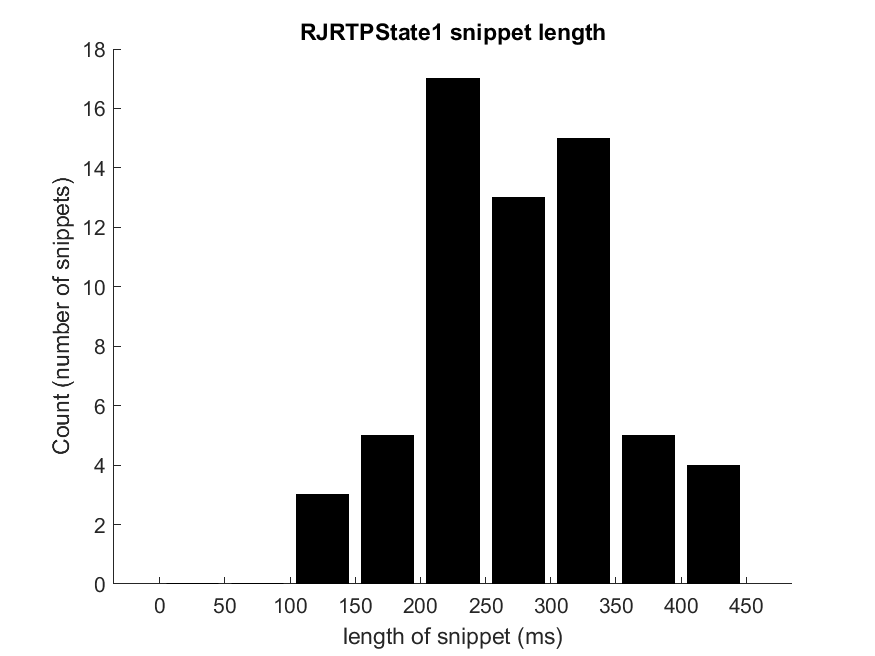 RJRTPState1 snippet length
18
16
14
12
10
8
6
4
2
0
Count (number of snippets)
0 50 100 150 200 250 300 350 400 450
length of snippet (ms)